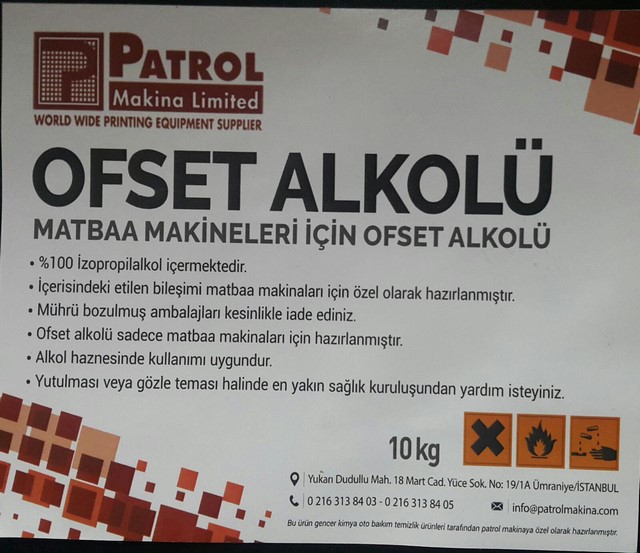 PATROL
Makina Limited
WORLD WIDE PRINTING EQUIPMENT SUPPLIER
OFSET ALKOLÜ
MATBAA MAKİNELERİ İÇİN OFSET ALKOLÜ
• %100 İzopropilalkol içermektedir.
• İçerisindeki etilen bileşimi matbaa makinaları için özel olarak hazırlanmıştır.
• Mührü bozulmuş ambalajları kesinlikle iade ediniz.
• Ofset alkolü sadece matbaa makinaları için hazırlanmıştır.
• Alkol haznesinde kullanımı uygundur.
• Yutulması veya gözle teması halinde en yakın sağlık kuruluşundan yardım isteyiniz.
10 kg
Yukarı Dudullu Mah. 18 Mart Cad. Yüce Sok. No: 19/1A Ümraniye/İSTANBUL
0 216 313 84 03 - 0 216 313 84 05 info@patrolmakina.com
Bu ürün gencer kimya oto bakım temizlik ürünleri tarafından patrol makinaya özel olarak hazırlanmıştır.